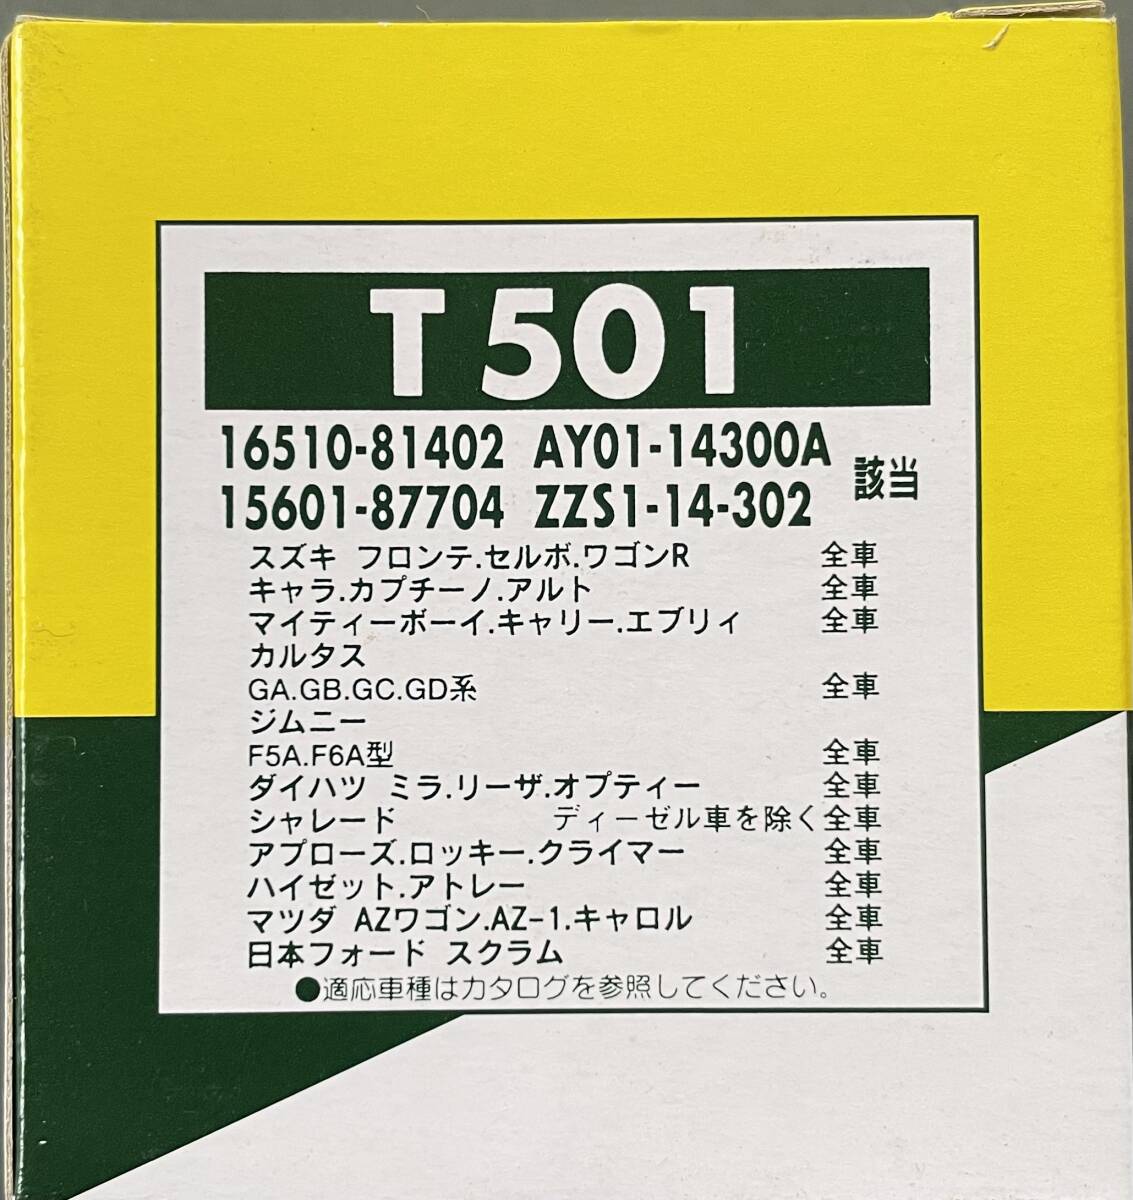 T501
16510-81402 AY01-14300A
15601-87704 ZZS1-14-302 該当
スズキ フロンテ.セルボ.ワゴンR 全車
キャラ.カプチーノ.アルト 全車
マイティーボーイ.キャリー.エブリィ 全車
カルタス
GA.GB.GC.GD系 全車
ジムニー
F5A.F6A型 全車
ダイハツ ミラ.リーザ.オプティー 全車
シャレード ディーゼル車を除く全車
アプローズ.ロッキー.クライマー 全車
ハイゼット.アトレー 全車
マツダ AZワゴン.AZ-1.キャロル 全車
日本フォード スクラム 全車
●適応車種はカタログを参照してください。